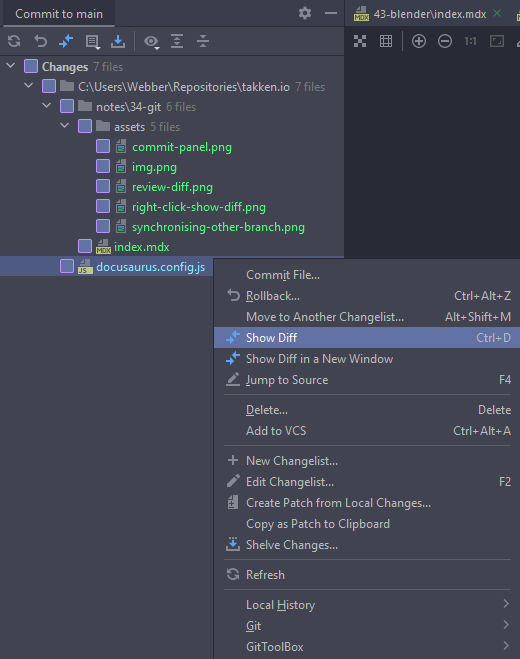 Commit to main
43-blender\index.mdx
1:1
Changes 7 files
C:\Users\Webber\Repositories\takken.io 7 files
notes\34-git 6 files
assets 5 files
commit-panel.png
img.png
review-diff.png
right-click-show-diff.png
synchronising-other-branch.png
MDX index.mdx
JS docusaurus.config.js
Commit File...
Rollback... Ctrl+Alt+Z
Move to Another Changelist... Alt+Shift+M
Show Diff Ctrl+D
Show Diff in a New Window
Jump to Source F4
Delete... Delete
Add to VCS Ctrl+Alt+A
New Changelist...
Edit Changelist... F2
Create Patch from Local Changes...
Copy as Patch to Clipboard
Shelve Changes...
Refresh
Local History
Git
GitToolBox